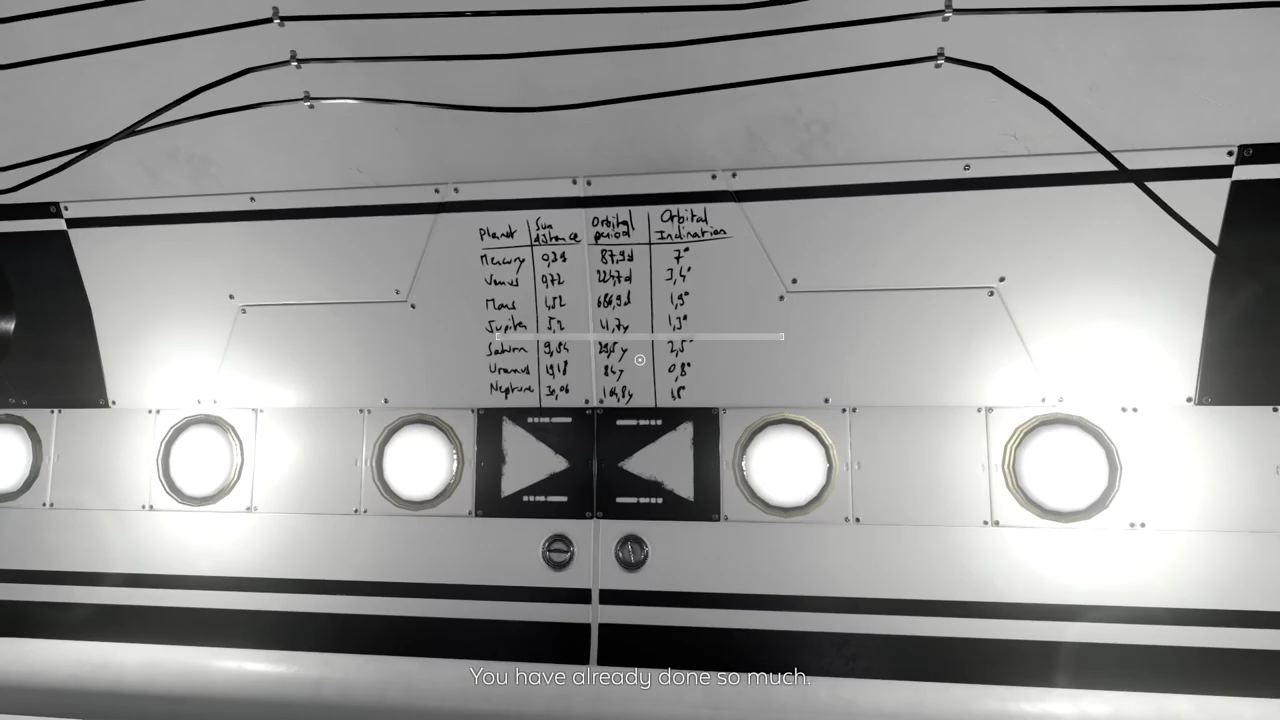 Planet Sun distance Orbital period Orbital Inclination
Mercury 0,39 87,9d 7°
Venus 0,72 224,7d 3,4°
Mars 1,52 686,9d 1,9°
Jupiter 5,2 11,7y 1,3°
Saturn 9,54 29,5y 2,5°
Uranus 19,18 84y 0,8°
Neptune 30,06 164,8y 1,8°
You have already done so much.